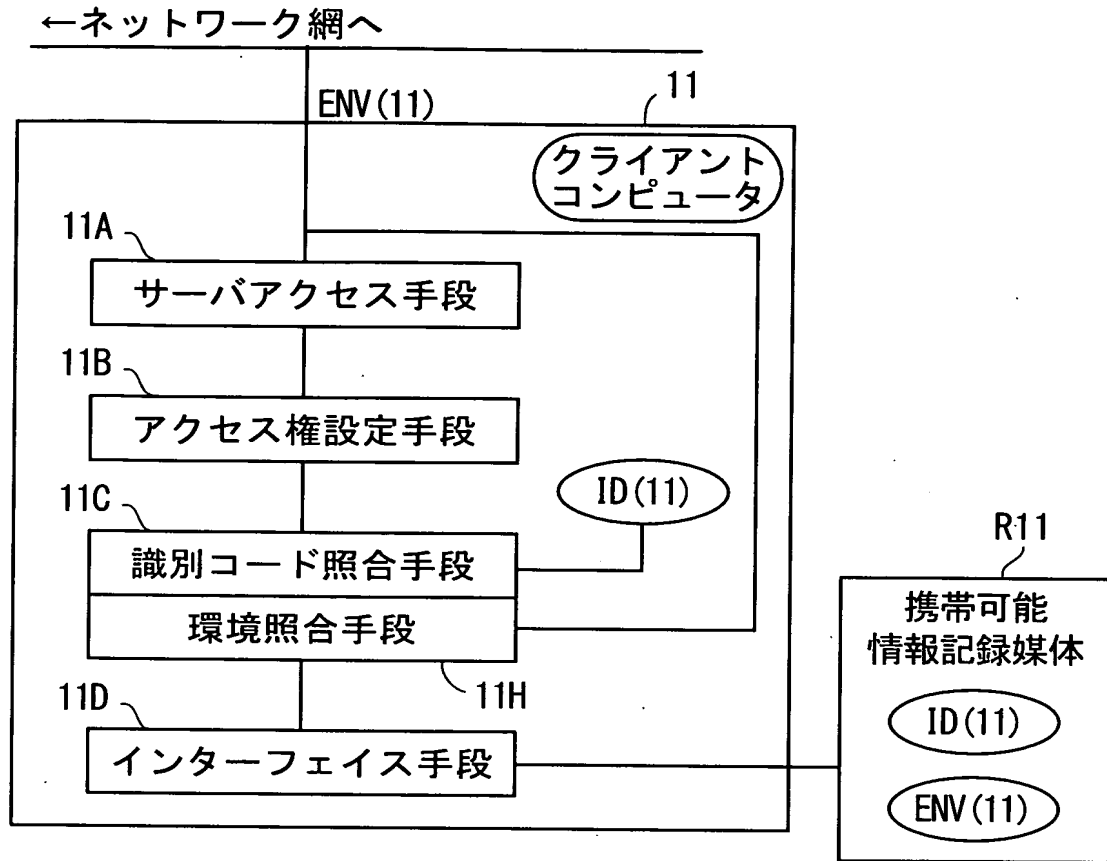 ←ネットワーク網へ
ENV(11)
11
クライアント
コンピュータ
11A
サーバアクセス手段
11B
アクセス権設定手段
ID(11)
11C
識別コード照合手段
環境照合手段
11H
11D
インターフェイス手段
R11
携帯可能
情報記録媒体
ID(11)
ENV(11)